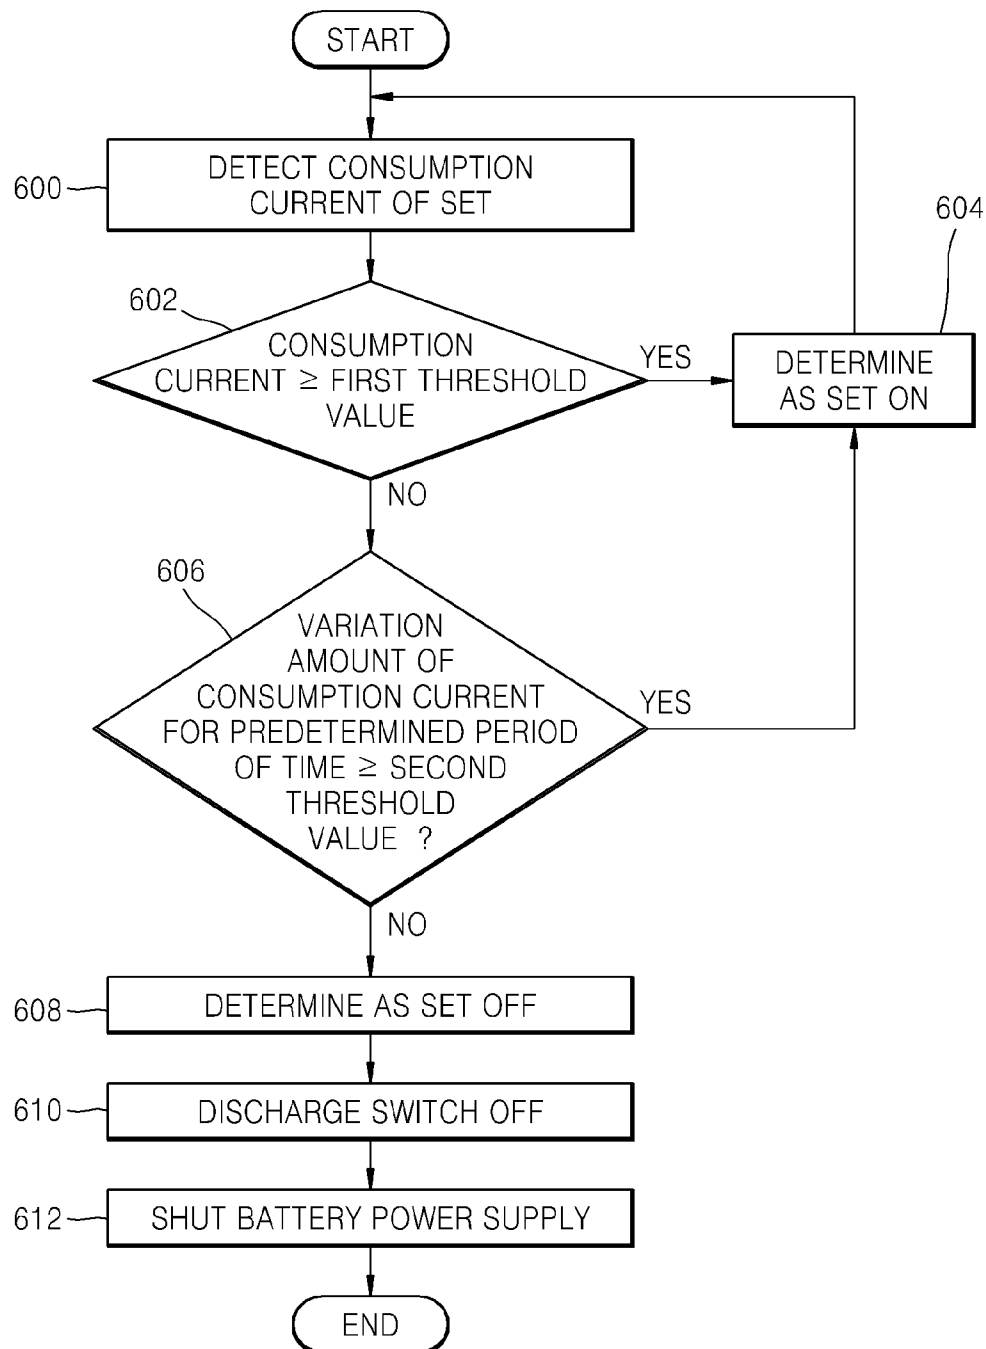 START
600
DETECT CONSUMPTION
CURRENT OF SET
604
602
CONSUMPTION
CURRENT ≥ FIRST THRESHOLD
VALUE
YES
DETERMINE
AS SET ON
NO
606
VARIATION
AMOUNT OF
CONSUMPTION CURRENT
FOR PREDETERMINED PERIOD
OF TIME ≥ SECOND
THRESHOLD
VALUE ?
YES
NO
608
DETERMINE AS SET OFF
610
DISCHARGE SWITCH OFF
612
SHUT BATTERY POWER SUPPLY
END